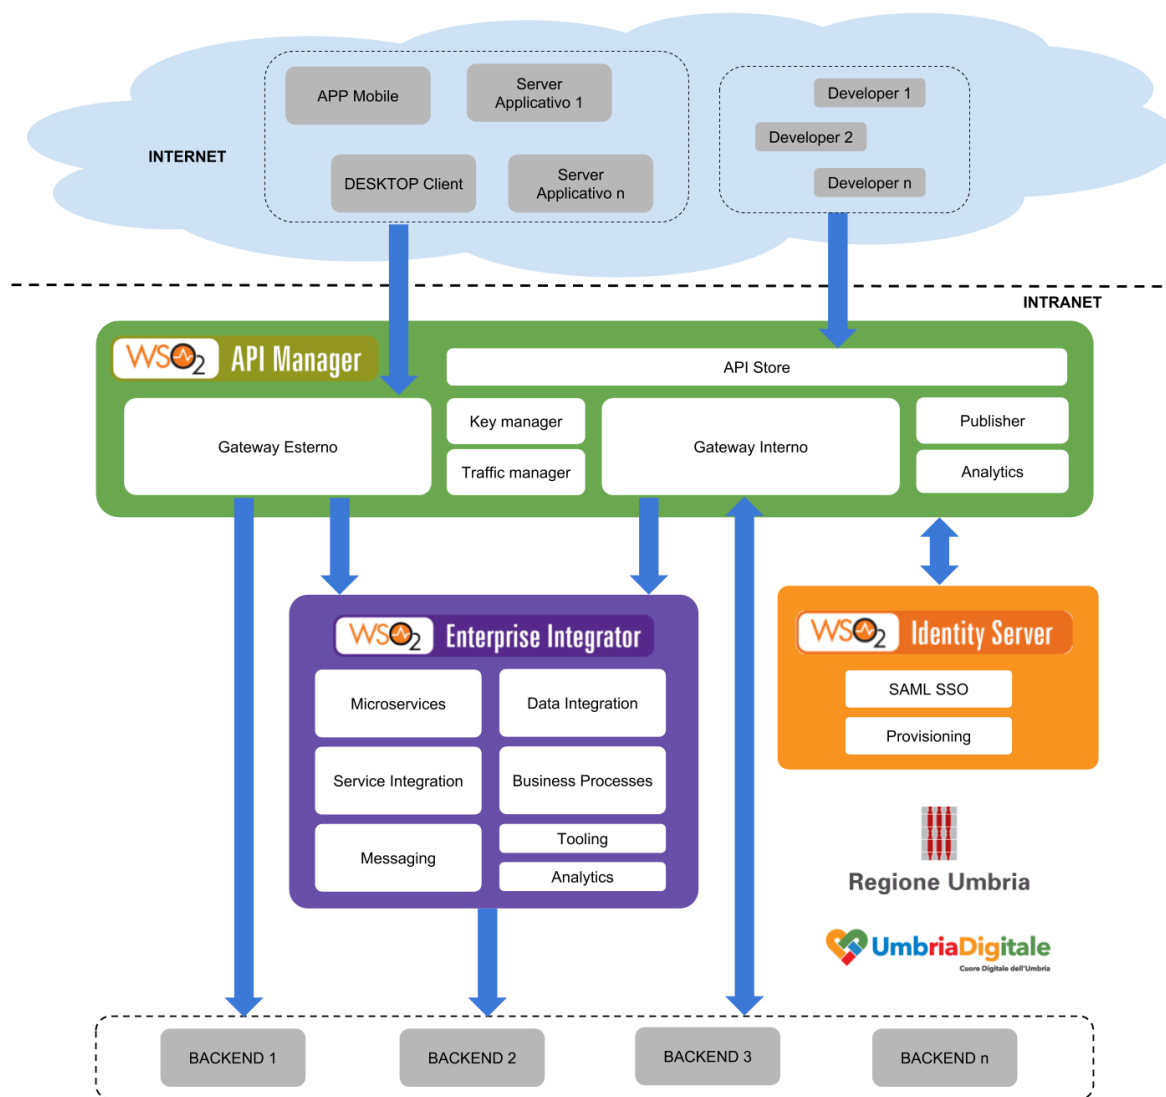 APP Mobile
Server
Applicativo 1
Developer 1
Developer 2
INTERNET
DESKTOP Client
Server
Applicativo n
Developer n
INTRANET
WSO2 API Manager
API Store
Gateway Esterno
Key manager
Traffic manager
Gateway Interno
Publisher
Analytics
WSO2 Enterprise Integrator
Microservices
Data Integration
Service Integration
Business Processes
Messaging
Tooling
Analytics
WSO2 Identity Server
SAML SSO
Provisioning
Regione Umbria
UmbriaDigitale
Cuore Digitale dell'Umbria
BACKEND 1
BACKEND 2
BACKEND 3
BACKEND n